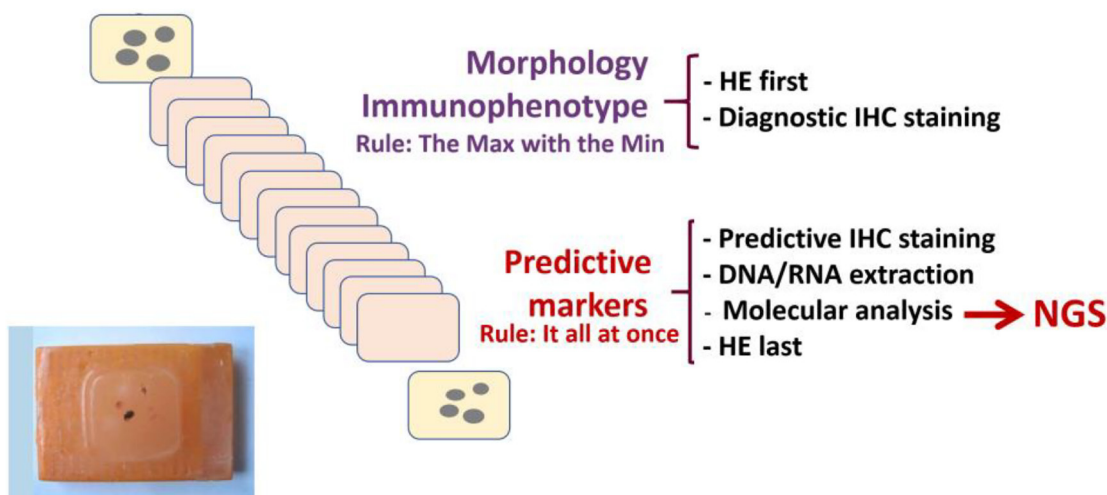 Morphology
Immunophenotype
Rule: The Max with the Min
- HE first
- Diagnostic IHC staining
Predictive
markers
Rule: It all at once
- Predictive IHC staining
- DNA/RNA extraction
- Molecular analysis
NGS
- HE last